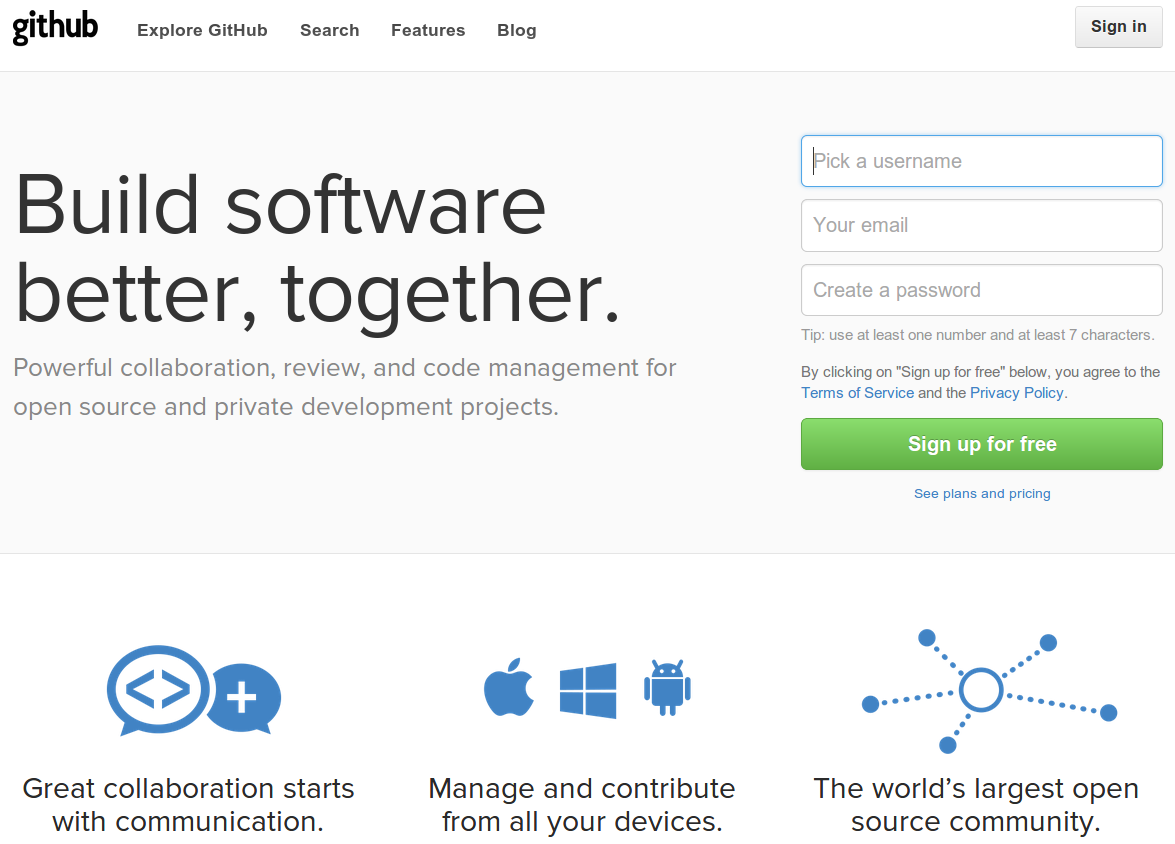 github
Explore GitHub
Search
Features
Blog
Sign in
Build software
better, together.
Powerful collaboration, review, and code management for
open source and private development projects.
Pick a username
Your email
Create a password
Tip: use at least one number and at least 7 characters.
By clicking on "Sign up for free" below, you agree to the
Terms of Service and the Privacy Policy.
Sign up for free
See plans and pricing
Great collaboration starts
with communication.
Manage and contribute
from all your devices.
The world’s largest open
source community.